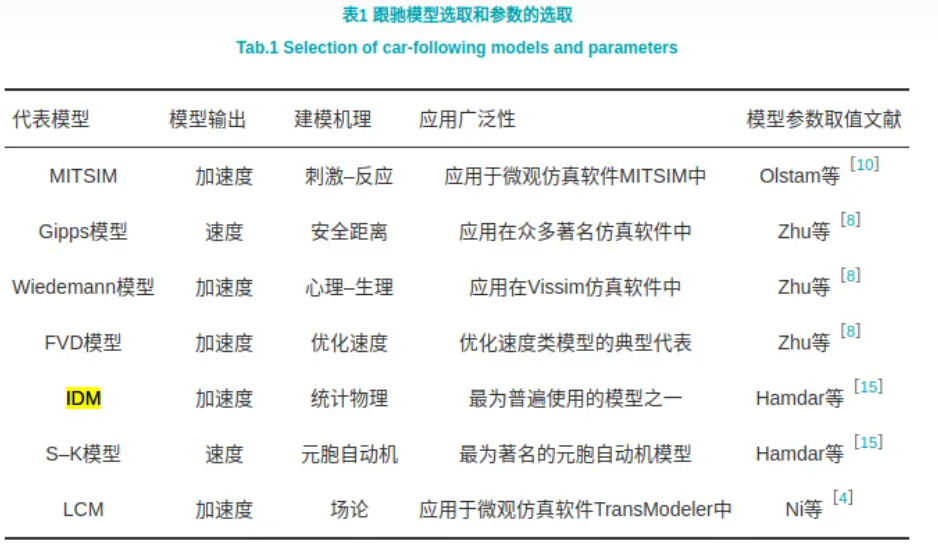 表1 跟驰模型选取和参数的选取
Tab.1 Selection of car-following models and parameters
代表模型 模型输出 建模机理 应用广泛性 模型参数取值文献
MITSIM 加速度 刺激–反应 应用于微观仿真软件MITSIM中 Olstam等 [10]
Gipps模型 速度 安全距离 应用在众多著名仿真软件中 Zhu等 [8]
Wiedemann模型 加速度 心理–生理 应用在Vissim仿真软件中 Zhu等 [8]
FVD模型 加速度 优化速度 优化速度类模型的典型代表 Zhu等 [8]
IDM 加速度 统计物理 最为普遍使用的模型之一 Hamdar等 [15]
S–K模型 速度 元胞自动机 最为著名的元胞自动机模型 Hamdar等 [15]
LCM 加速度 场论 应用于微观仿真软件TransModeler中 Ni等 [4]